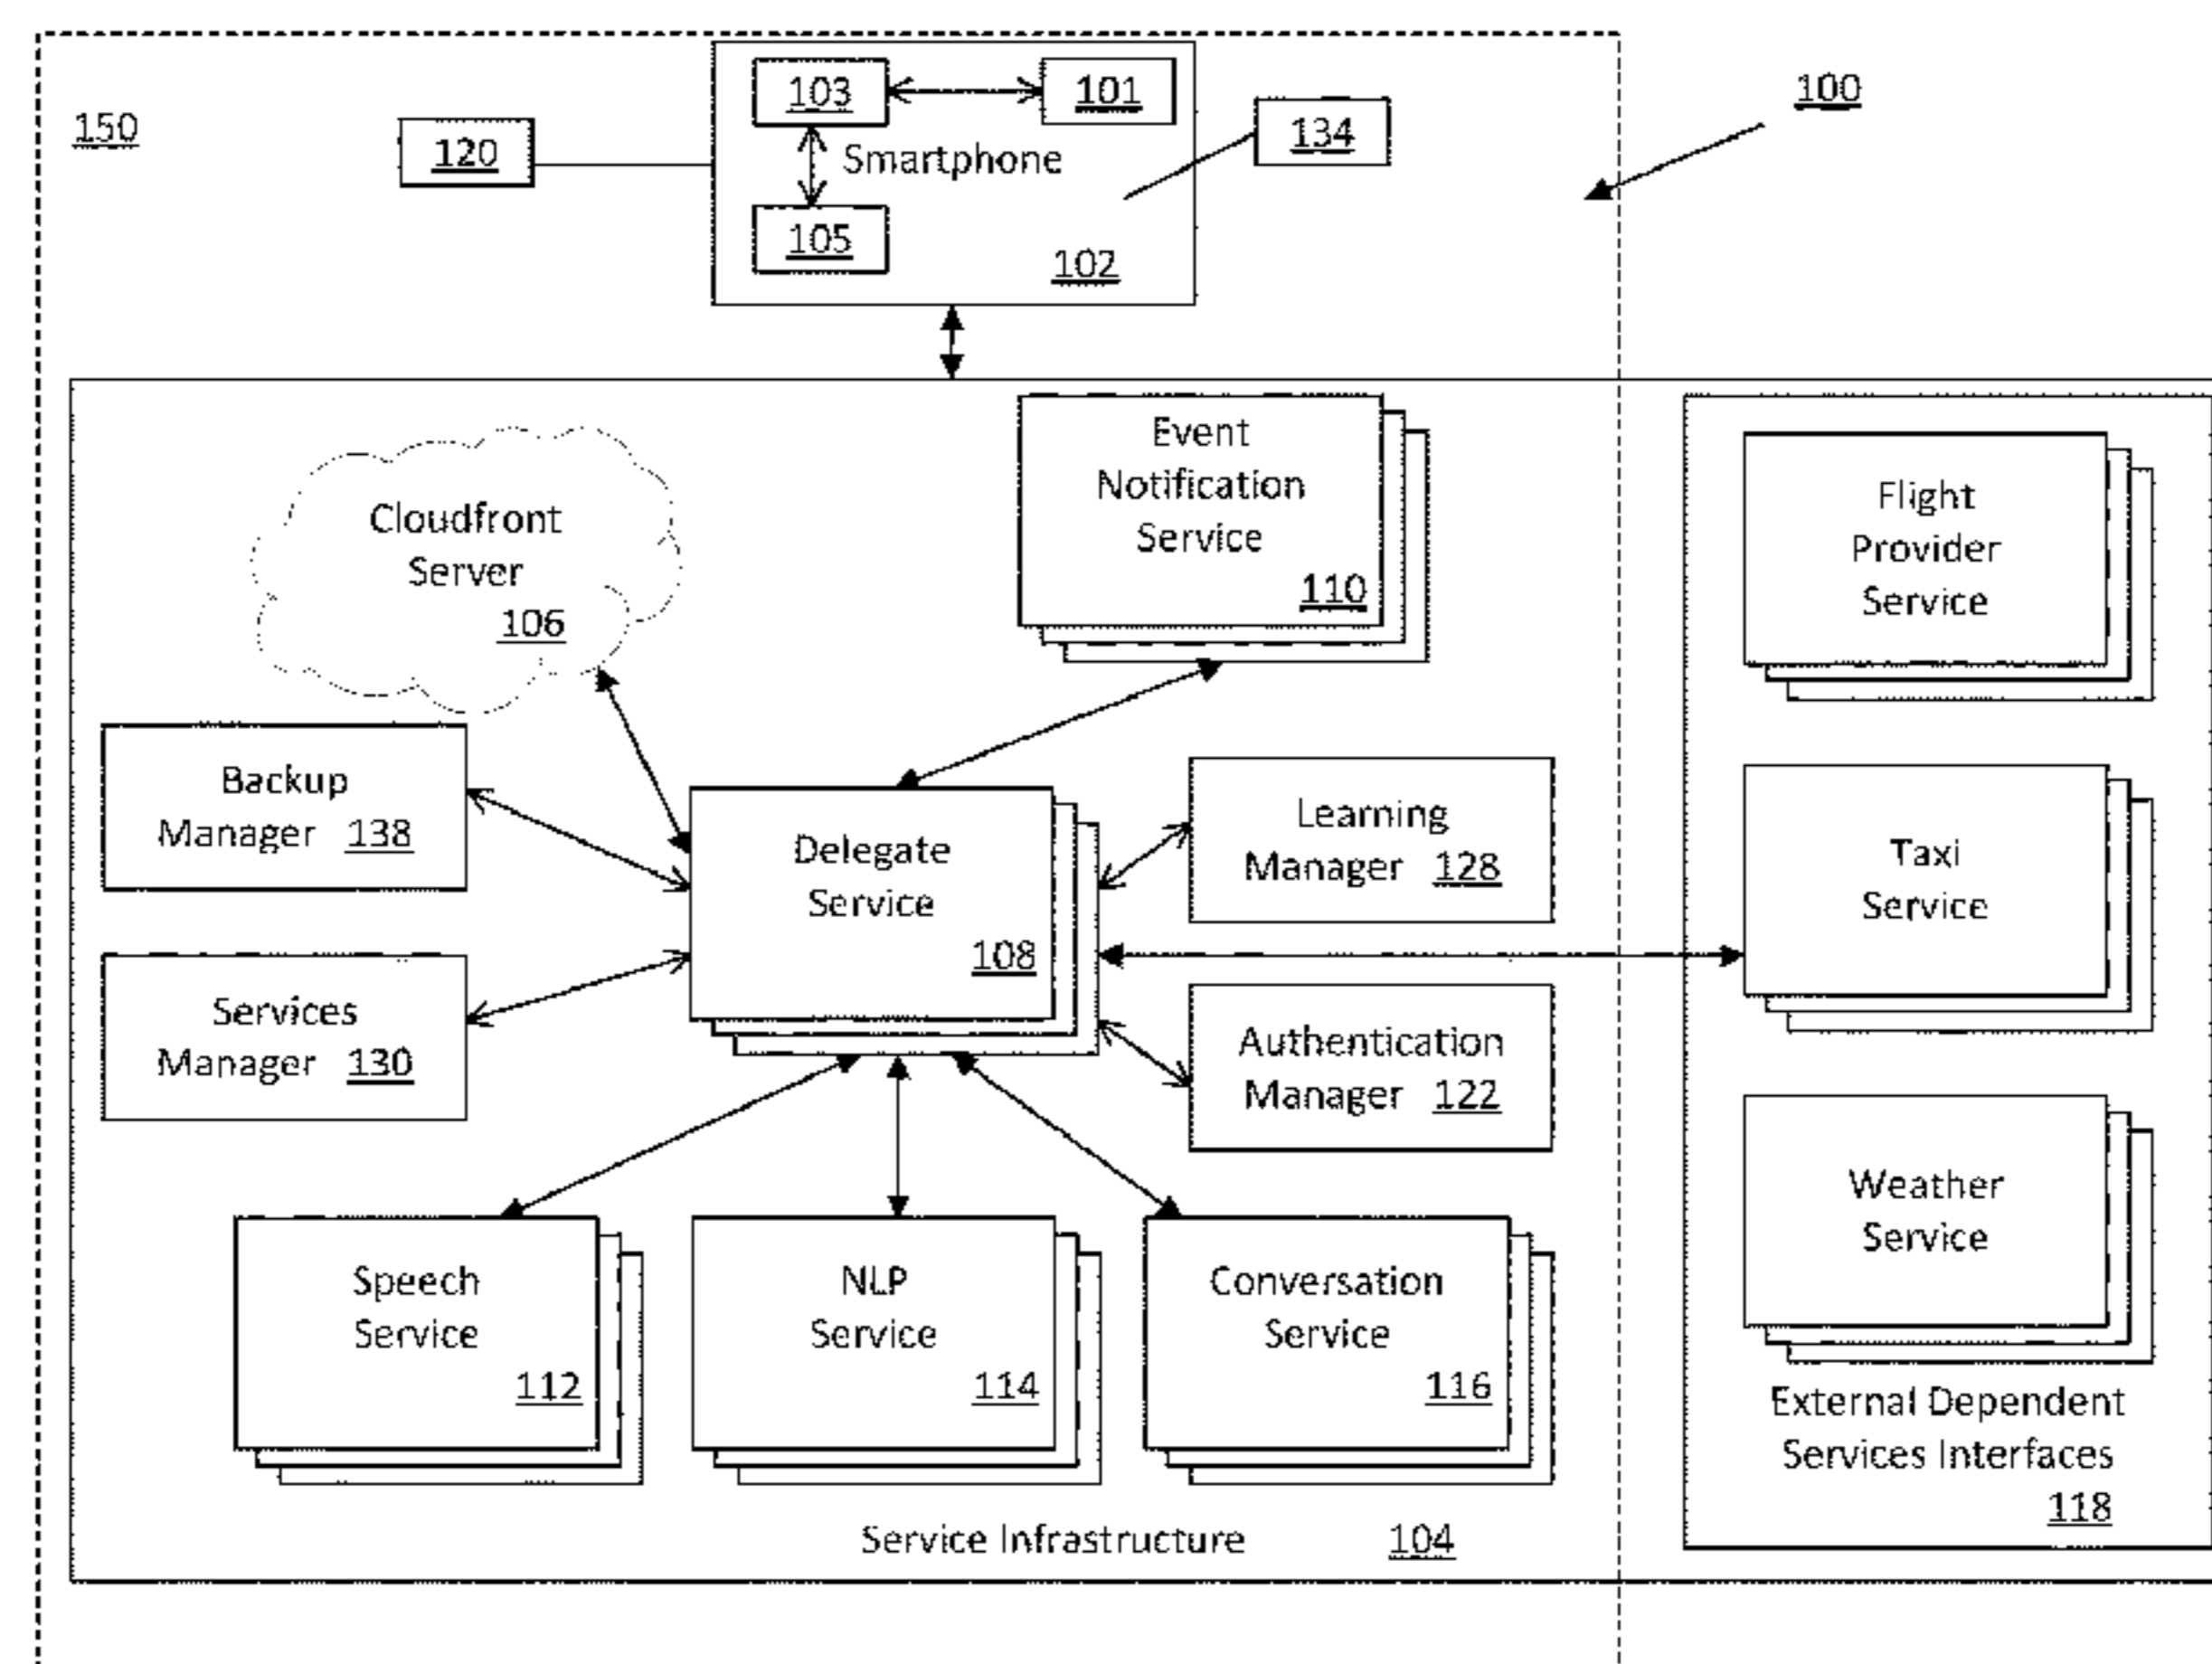 150
120
103
101
Smartphone
105
102
134
100
Cloudfront
Server
106
Event
Notification
Service
110
Backup
Manager 138
Delegate
Service
108
Learning
Manager 128
Services
Manager 130
Authentication
Manager 122
Speech
Service
112
NLP
Service
114
Conversation
Service
116
Service Infrastructure 104
Flight
Provider
Service
Taxi
Service
Weather
Service
External Dependent
Services Interfaces
118